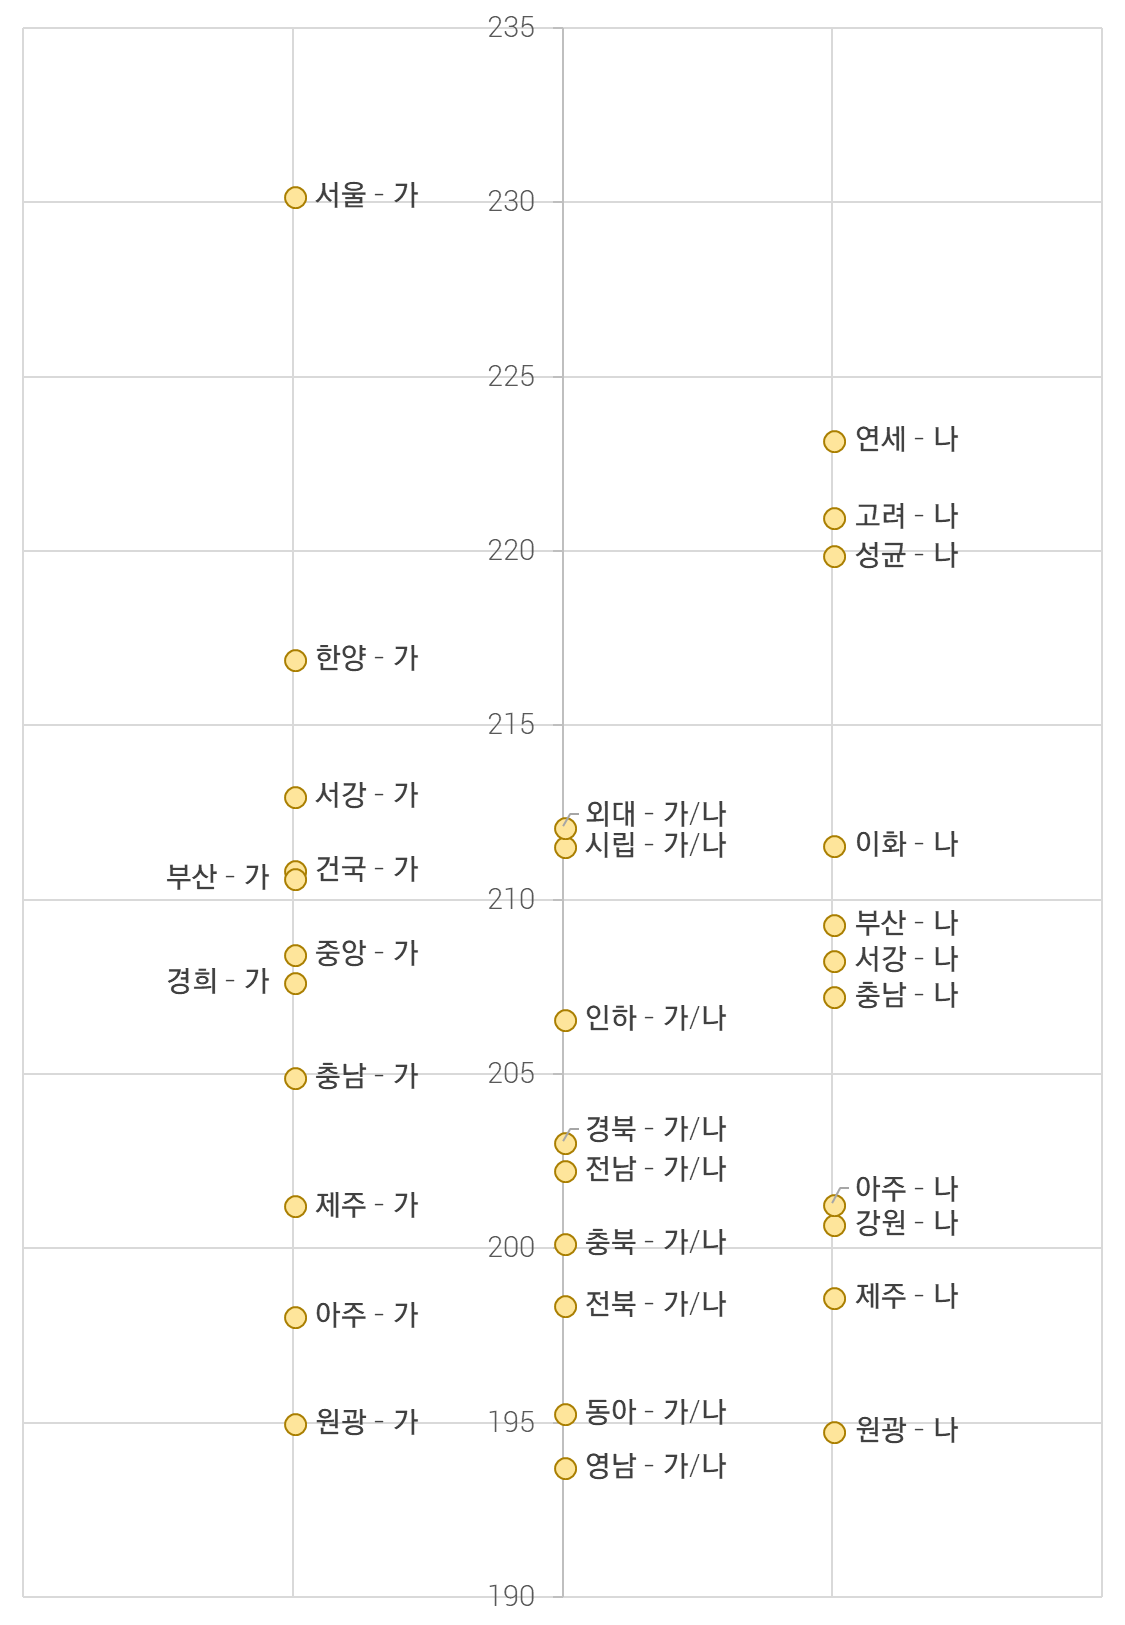 235
서울 - 가
230
225
연세 - 나
고려 - 나
220
성균 - 나
한양 - 가
215
서강 - 가
외대 - 가/나
시립 - 가/나
이화 - 나
건국 - 가
부산 - 가
210
부산 - 나
중앙 - 가
서강 - 나
경희 - 가
충남 - 나
인하 - 가/나
충남 - 가
205
경북 - 가/나
전남 - 가/나
아주 - 나
제주 - 가
강원 - 나
충북 - 가/나
200
제주 - 나
전북 - 가/나
아주 - 가
동아 - 가/나
원광 - 가
195
원광 - 나
영남 - 가/나
190